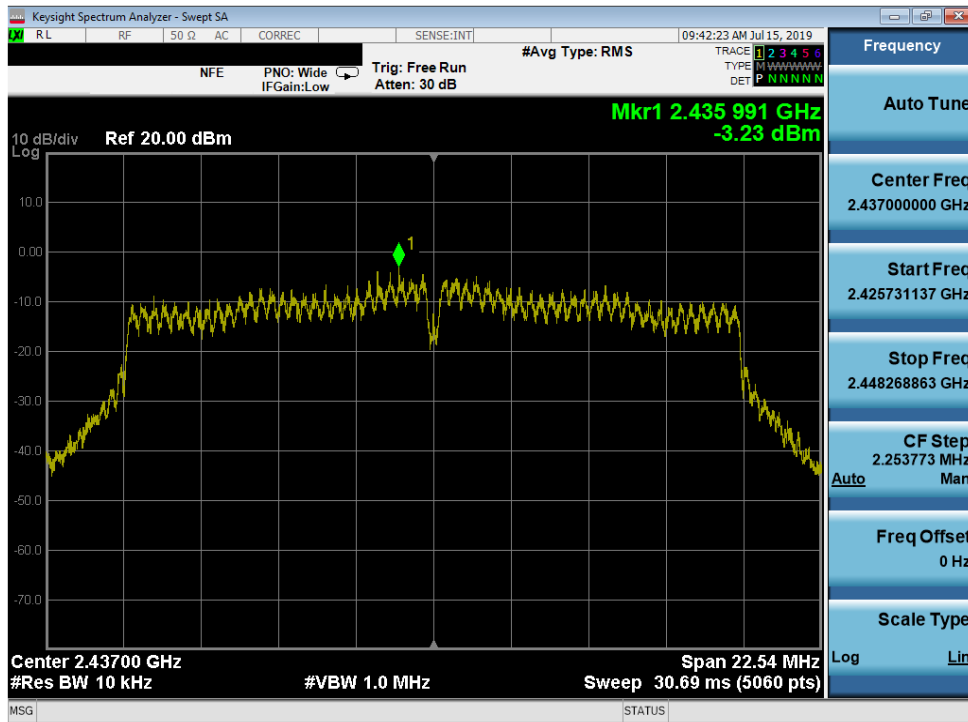 Keysight Spectrum Analyzer - Swept SA
LXI RL RF 50 Ω AC CORREC SENSE:INT 09:42:23 AM Jul 15, 2019
NFE PNO: Wide Trig: Free Run #Avg Type: RMS TRACE 1 2 3 4 5 6
IFGain:Low Atten: 30 dB TYPE M W W W W W
DET P N N N N N
Mkr1 2.435 991 GHz
-3.23 dBm
10 dB/div Ref 20.00 dBm
Log
10.0
0.00
-10.0
-20.0
-30.0
-40.0
-50.0
-60.0
-70.0
1
Center 2.43700 GHz Span 22.54 MHz
#Res BW 10 kHz #VBW 1.0 MHz Sweep 30.69 ms (5060 pts)
MSG STATUS
Frequency
Auto Tune
Center Freq
2.437000000 GHz
Start Freq
2.425731137 GHz
Stop Freq
2.448268863 GHz
CF Step
2.253773 MHz
Auto Man
Freq Offset
0 Hz
Scale Type
Log Lin